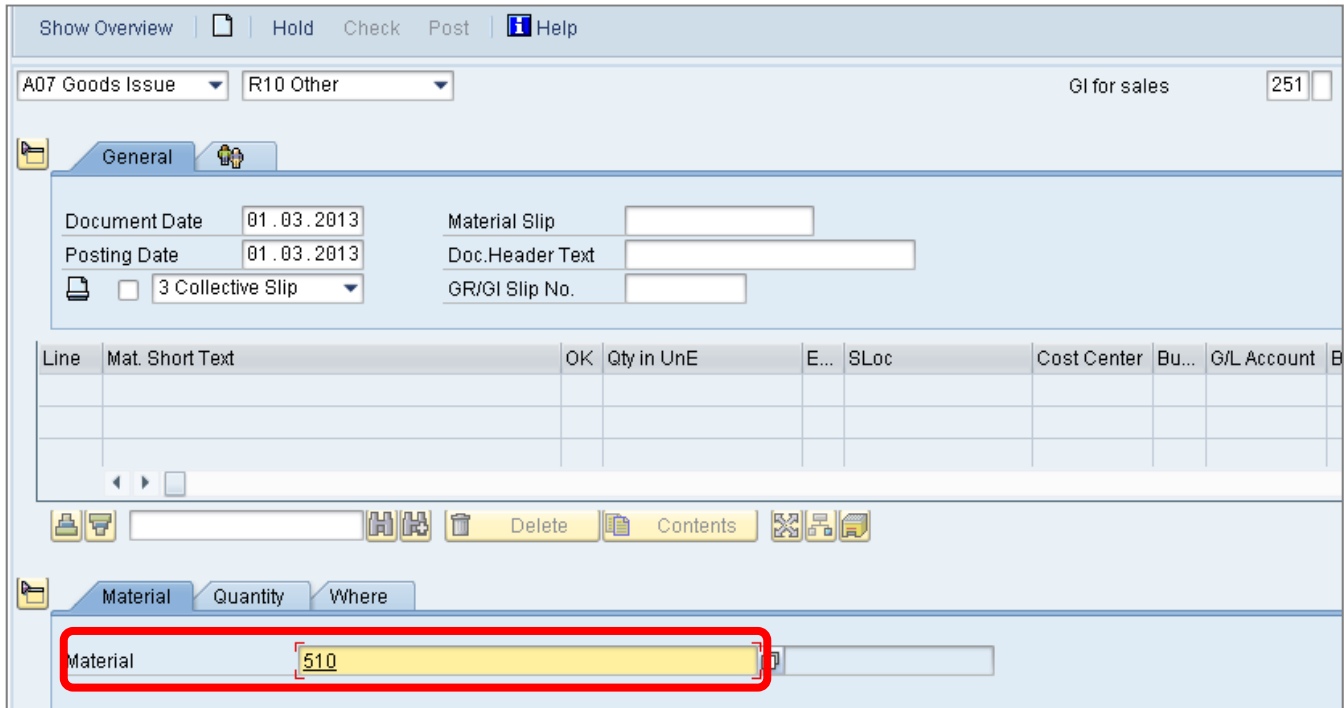 Show Overview Hold Check Post Help
A07 Goods Issue R10 Other GI for sales 251
General
Document Date 01.03.2013 Material Slip
Posting Date 01.03.2013 Doc.Header Text
3 Collective Slip GR/GI Slip No.
Line Mat. Short Text OK Qty in UnE E... SLoc Cost Center Bu... G/L Account B
Delete Contents
Material Quantity Where
Material 510